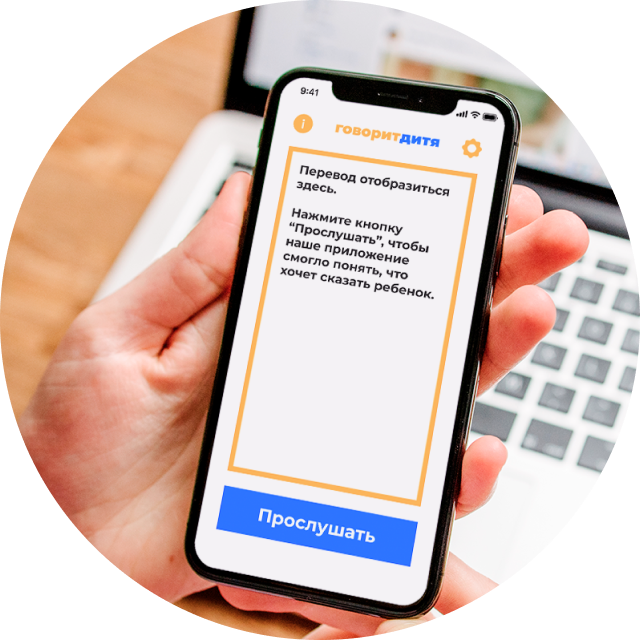 9:41
i
говоритдитя
Перевод отобразиться
здесь.
Нажмите кнопку
“Прослушать”, чтобы
наше приложение
смогло понять, что
хочет сказать ребенок.
Прослушать